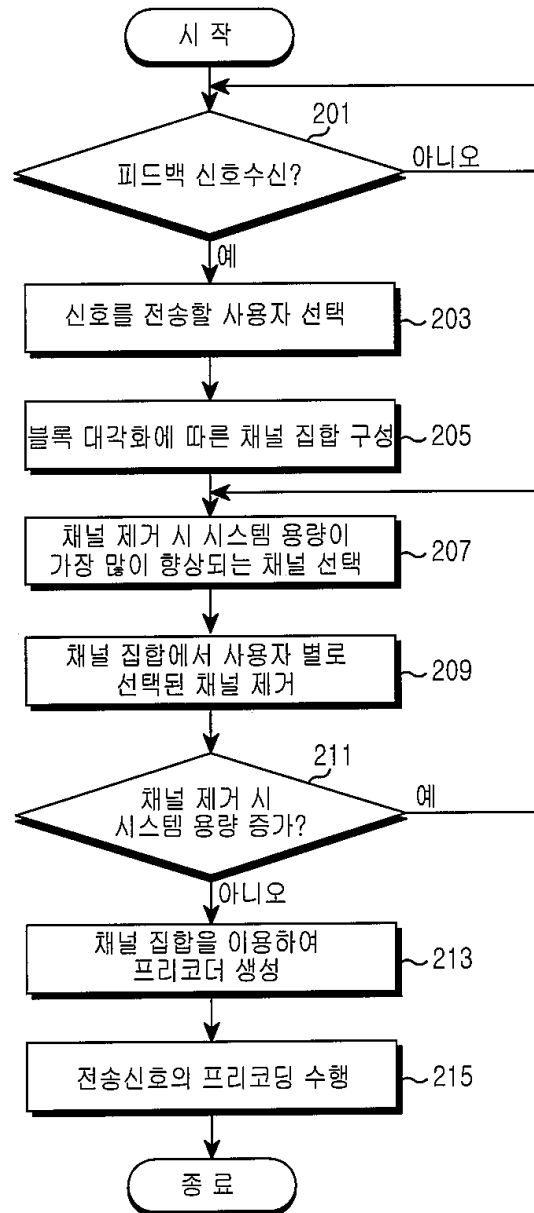 시 작
201
피드백 신호수신?
아니오
예
신호를 전송할 사용자 선택
203
블록 대각화에 따른 채널 집합 구성
205
채널 제거 시 시스템 용량이
가장 많이 향상되는 채널 선택
207
채널 집합에서 사용자 별로
선택된 채널 제거
209
211
채널 제거 시
시스템 용량 증가?
예
아니오
채널 집합을 이용하여
프리코더 생성
213
전송신호의 프리코딩 수행
215
종 료